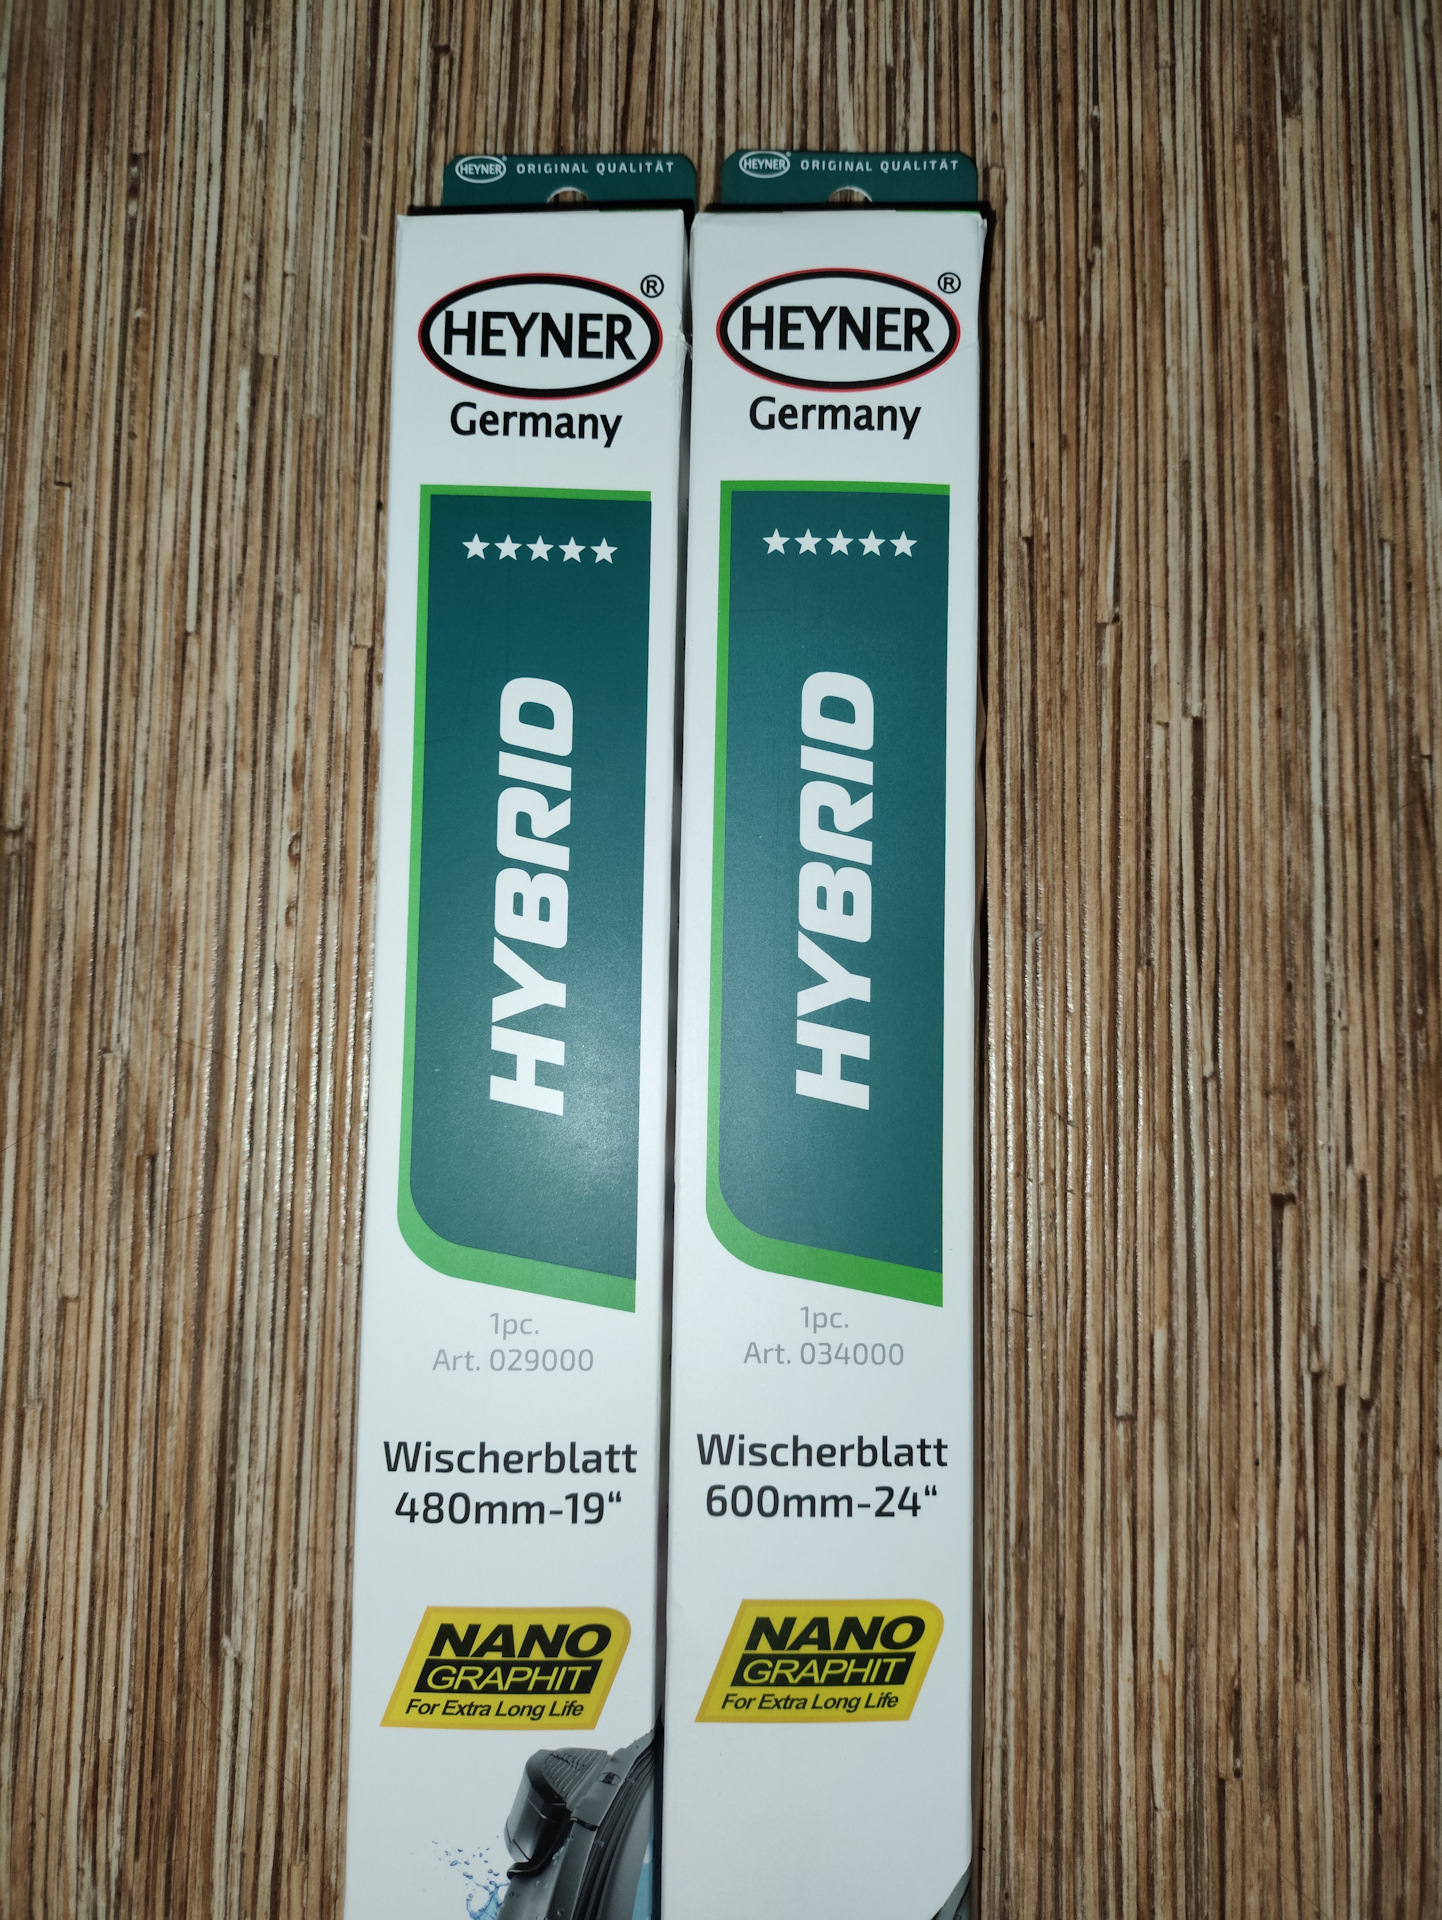 HEYNER® ORIGINAL QUALITÄT
HEYNER®
Germany
HYBRID
1pc.
Art. 029000
Wischerblatt
480mm-19“
NANO
GRAPHIT
For Extra Long Life
HEYNER® ORIGINAL QUALITÄT
HEYNER®
Germany
HYBRID
1pc.
Art. 034000
Wischerblatt
600mm-24“
NANO
GRAPHIT
For Extra Long Life